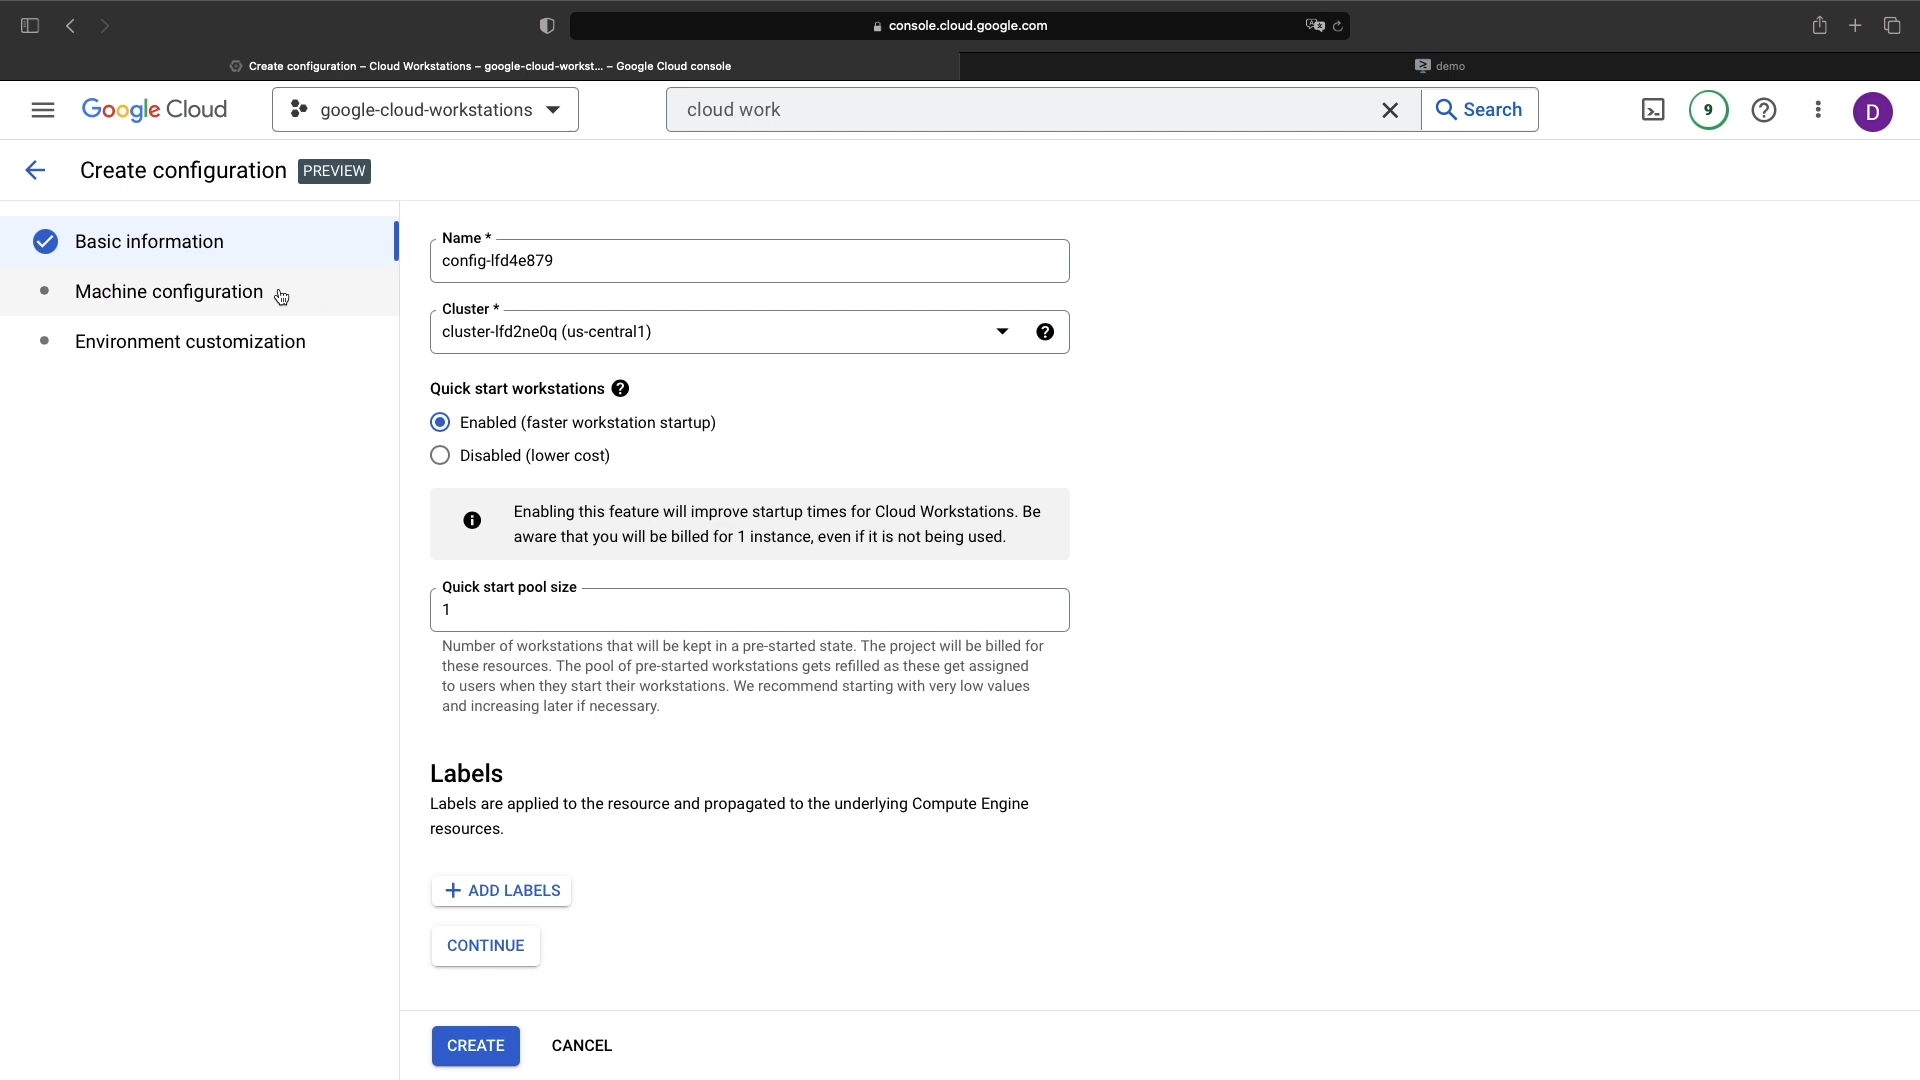 console.cloud.google.com
Create configuration – Cloud Workstations – google-cloud-workst... – Google Cloud console
demo
Google Cloud
google-cloud-workstations
cloud work
Search
9
D
Create configuration
PREVIEW
Basic information
Machine configuration
Environment customization
Name *
config-lfd4e879
Cluster *
cluster-lfd2ne0q (us-central1)
Quick start workstations
Enabled (faster workstation startup)
Disabled (lower cost)
Enabling this feature will improve startup times for Cloud Workstations. Be
aware that you will be billed for 1 instance, even if it is not being used.
Quick start pool size
1
Number of workstations that will be kept in a pre-started state. The project will be billed for
these resources. The pool of pre-started workstations gets refilled as these get assigned
to users when they start their workstations. We recommend starting with very low values
and increasing later if necessary.
Labels
Labels are applied to the resource and propagated to the underlying Compute Engine
resources.
+ ADD LABELS
CONTINUE
CREATE
CANCEL